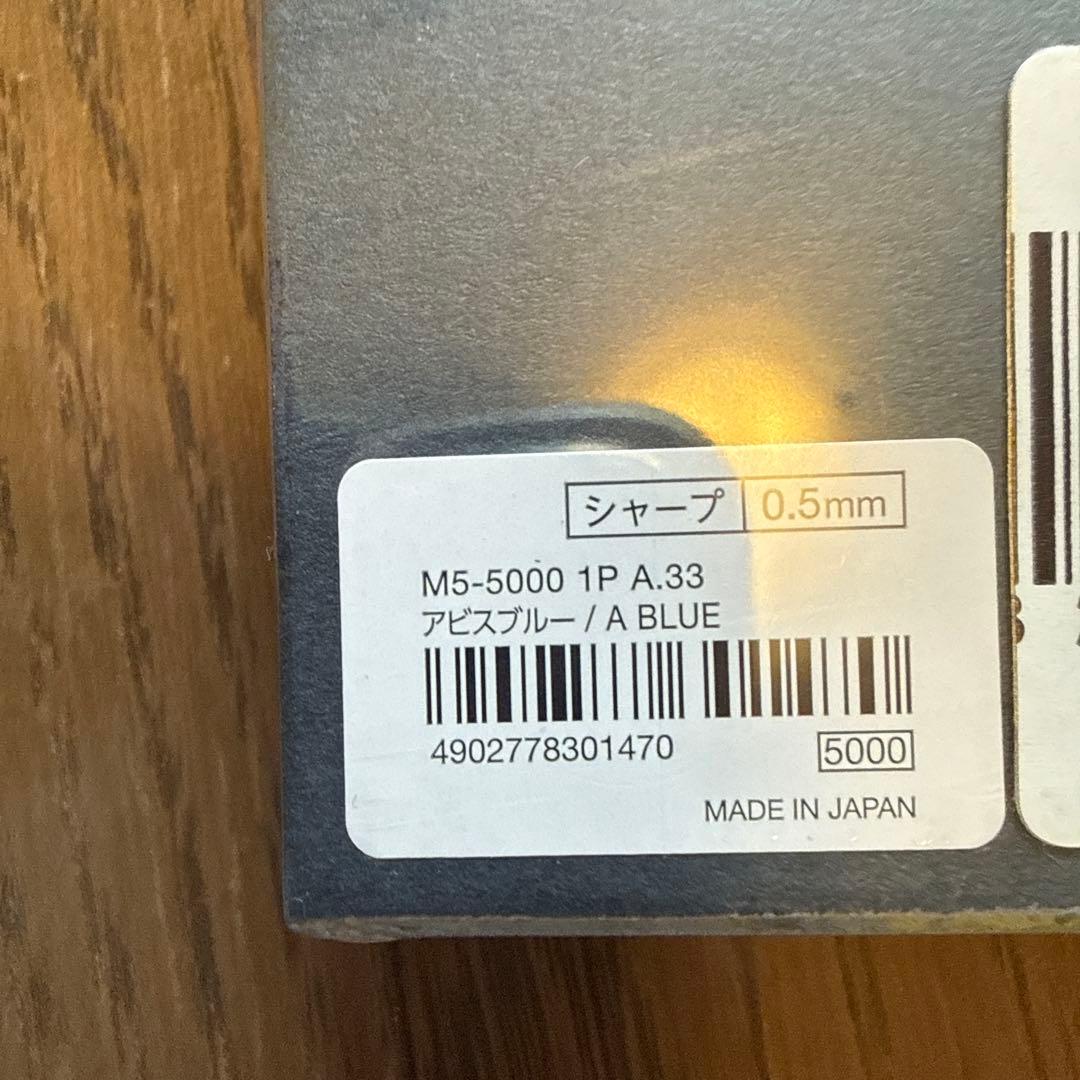 シャープ 0.5mm
M5-5000 1P A.33
アビスブルー / A BLUE
4902778301470 5000
MADE IN JAPAN